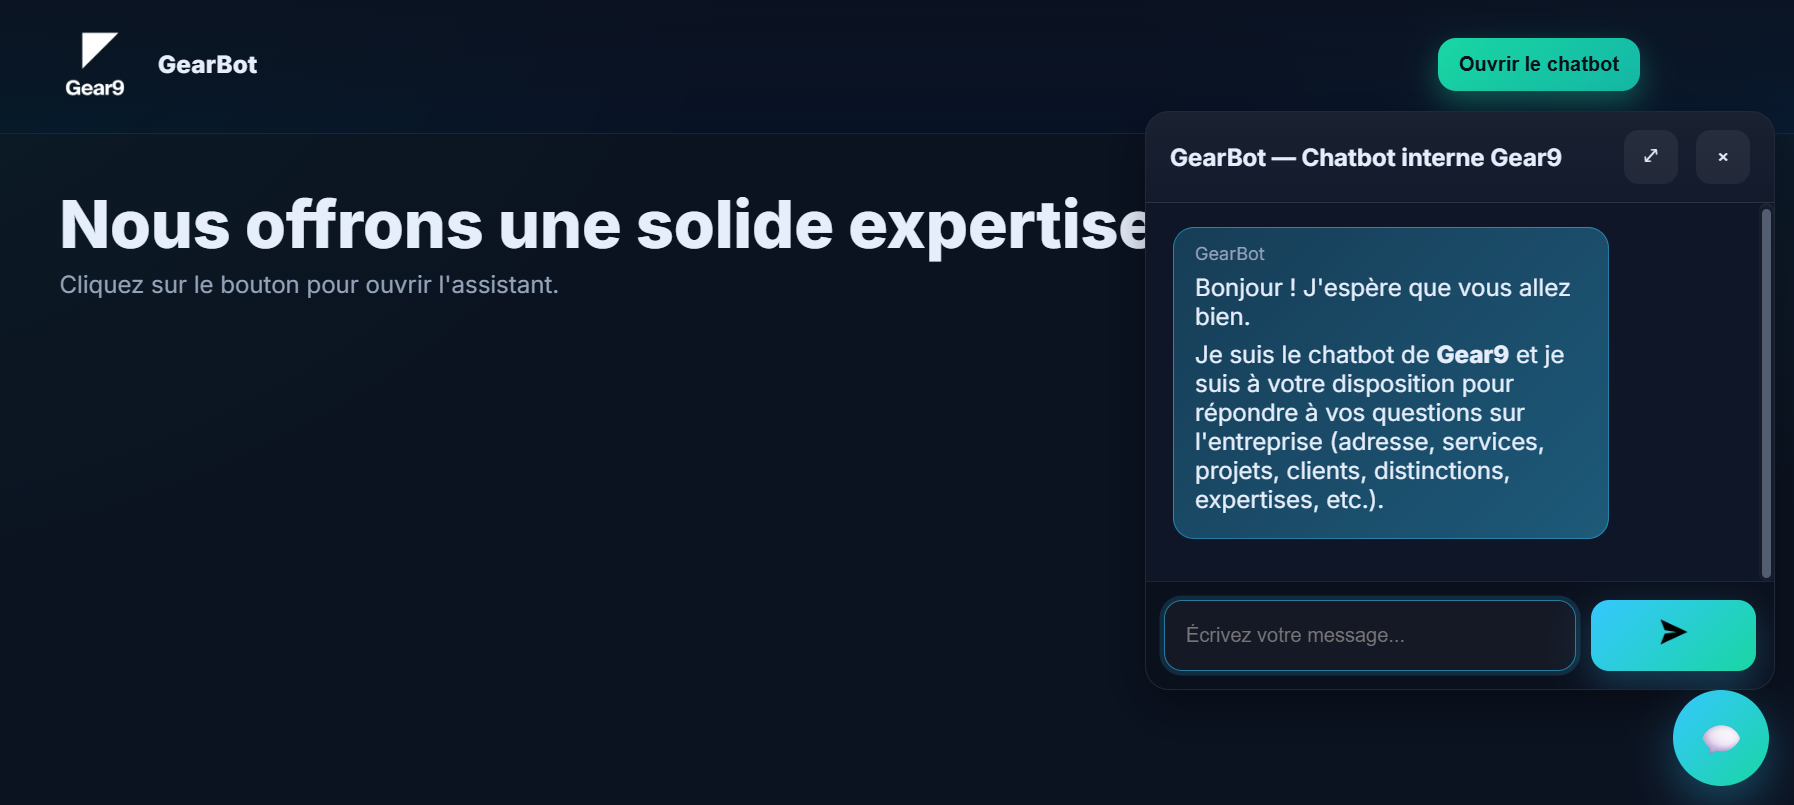 Gear9
GearBot
Ouvrir le chatbot
Nous offrons une solide expertise
Cliquez sur le bouton pour ouvrir l'assistant.
GearBot — Chatbot interne Gear9
GearBot
Bonjour ! J'espère que vous allez
bien.
Je suis le chatbot de Gear9 et je
suis à votre disposition pour
répondre à vos questions sur
l'entreprise (adresse, services,
projets, clients, distinctions,
expertises, etc.).
Écrivez votre message...